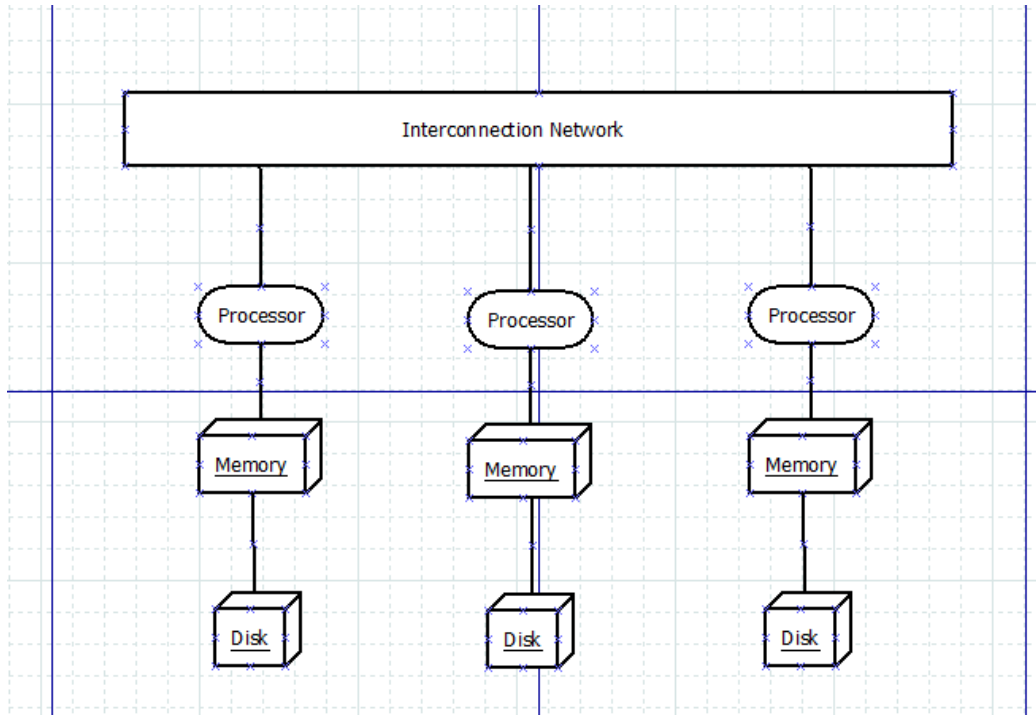 Interconnection Network
Processor
Processor
Processor
Memory
Memory
Memory
Disk
Disk
Disk